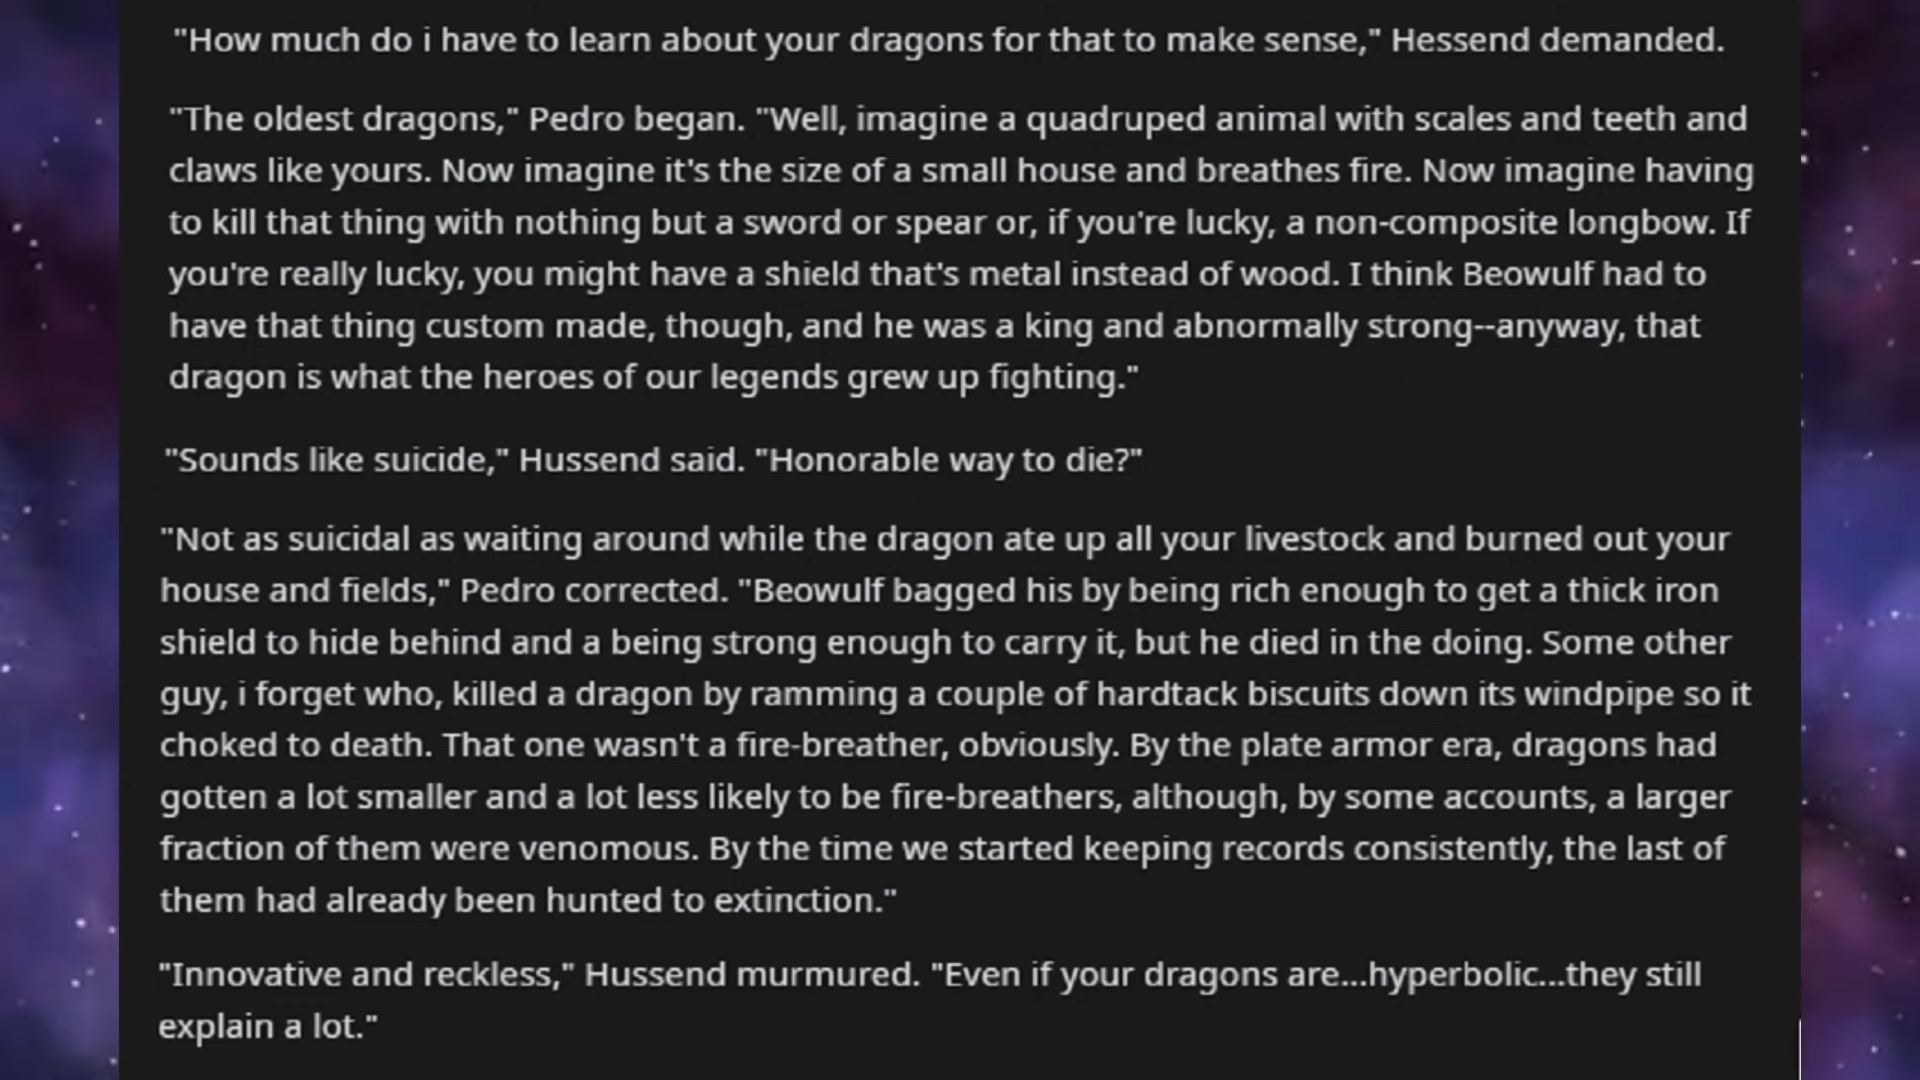 "How much do i have to learn about your dragons for that to make sense," Hessend demanded.
"The oldest dragons," Pedro began. "Well, imagine a quadruped animal with scales and teeth and
claws like yours. Now imagine it's the size of a small house and breathes fire. Now imagine having
to kill that thing with nothing but a sword or spear or, if you're lucky, a non-composite longbow. If
you're really lucky, you might have a shield that's metal instead of wood. I think Beowulf had to
have that thing custom made, though, and he was a king and abnormally strong--anyway, that
dragon is what the heroes of our legends grew up fighting."
"Sounds like suicide," Hussend said. "Honorable way to die?"
"Not as suicidal as waiting around while the dragon ate up all your livestock and burned out your
house and fields," Pedro corrected. "Beowulf bagged his by being rich enough to get a thick iron
shield to hide behind and a being strong enough to carry it, but he died in the doing. Some other
guy, i forget who, killed a dragon by ramming a couple of hardtack biscuits down its windpipe so it
choked to death. That one wasn't a fire-breather, obviously. By the plate armor era, dragons had
gotten a lot smaller and a lot less likely to be fire-breathers, although, by some accounts, a larger
fraction of them were venomous. By the time we started keeping records consistently, the last of
them had already been hunted to extinction."
"Innovative and reckless," Hussend murmured. "Even if your dragons are...hyperbolic...they still
explain a lot."